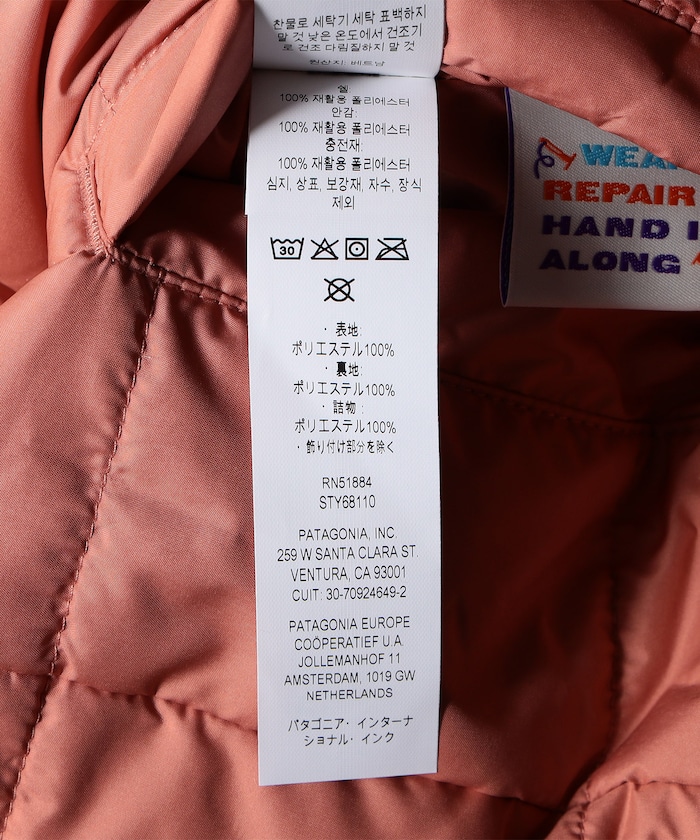 찬물로 세탁기 세탁 표백하지
말 것 낮은 온도에서 건조기
로 건조 다림질하지 말 것
원산지: 베트남
쉘:
100% 재활용 폴리에스터
안감:
100% 재활용 폴리에스터
충전재:
100% 재활용 폴리에스터
심지, 상표, 보강재, 자수, 장식
제외
30
・ 表地:
ポリエステル100%
・ 裏地:
ポリエステル100%
・ 詰物 :
ポリエステル100%
・ 飾り付け部分を除く
RN51884
STY68110
PATAGONIA, INC.
259 W SANTA CLARA ST.
VENTURA, CA 93001
CUIT: 30-70924649-2
PATAGONIA EUROPE
COÖPERATIEF U.A.
JOLLEMANHOF 11
AMSTERDAM, 1019 GW
NETHERLANDS
パタゴニア・ インターナ
ショナル・ インク
WEA
REPAIR
HAND I
ALONG